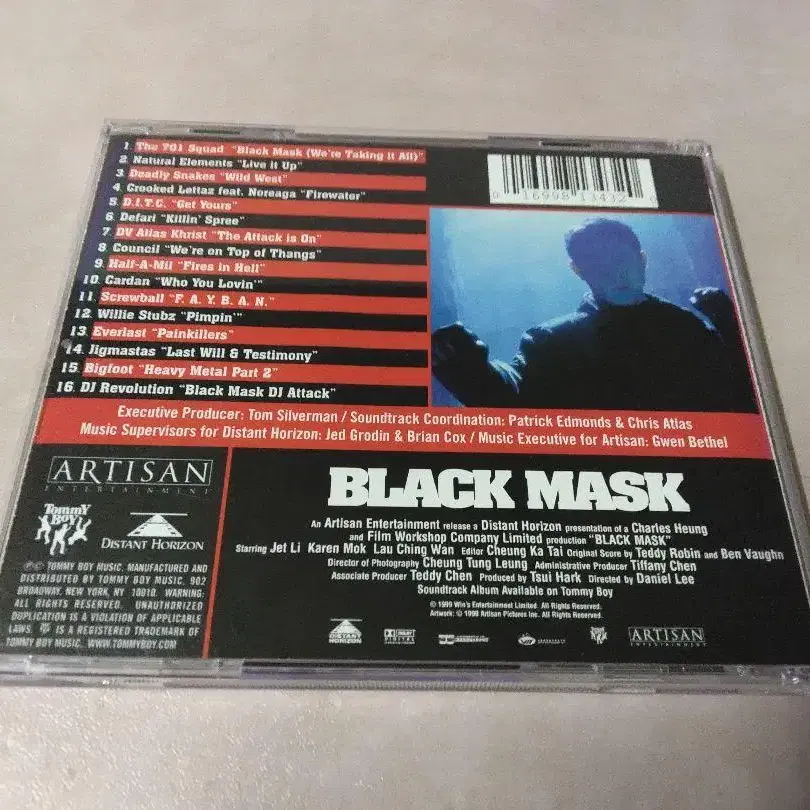 1. The 701 Squad "Black Mask (We're Taking it All)"
2. Natural Elements "Live it Up"
3. Deadly Snakes "Wild West"
4. Crooked Lettaz feat. Noreaga "Firewater"
5. D.I.T.C. "Get Yours"
6. Defari "Killin' Spree"
7. DV Alias Khrist "The Attack is On"
8. Council "We're on Top of Thangs"
9. Half-A-Mil "Fires in Hell"
10. Cardan "Who You Lovin'"
11. Screwball "F. A. Y. B. A. N."
12. Willie Stubz "Pimpin'"
13. Everlast "Painkillers"
14. Jigmastas "Last Will & Testimony"
15. Bigfoot "Heavy Metal Part 2"
16. DJ Revolution "Black Mask DJ Attack"
0 16998 13432
Executive Producer: Tom Silverman / Soundtrack Coordination: Patrick Edmonds & Chris Atlas
Music Supervisors for Distant Horizon: Jed Grodin & Brian Cox / Music Executive for Artisan: Gwen Bethel
ARTISAN
ENTERTAINMENT
Tommy Boy
DISTANT HORIZON
℗© TOMMY BOY MUSIC. MANUFACTURED AND
DISTRIBUTED BY TOMMY BOY MUSIC, 902
BROADWAY, NEW YORK, NY 10010. WARNING:
ALL RIGHTS RESERVED. UNAUTHORIZED
DUPLICATION IS A VIOLATION OF APPLICABLE
LAWS. IS A REGISTERED TRADEMARK OF
TOMMY BOY MUSIC. WWW.TOMMYBOY.COM
BLACK MASK
An Artisan Entertainment release a Distant Horizon presentation of a Charles Heung
and Film Workshop Company Limited production "BLACK MASK"
Starring Jet Li Karen Mok Lau Ching Wan Editor Cheung Ka Tai Original Score by Teddy Robin and Ben Vaughn
Director of Photography Cheung Tung Leung Administrative Producer Tiffany Chen
Associate Producer Teddy Chen Produced by Tsui Hark Directed by Daniel Lee
Soundtrack Album Available on Tommy Boy
© 1999 Win's Entertainment Limited. All Rights Reserved.
Artwork: © 1999 Artisan Pictures Inc. All Rights Reserved.
DISTANT HORIZON
DOLBY DIGITAL
ARTISAN
ENTERTAINMENT